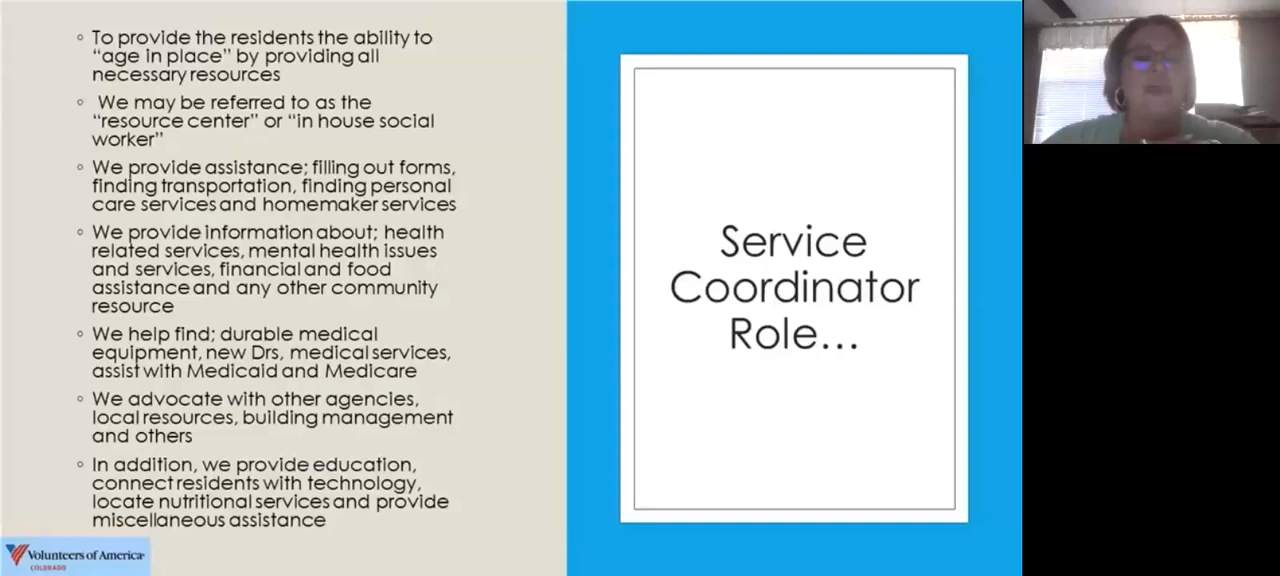 ◦ To provide the residents the ability to
“age in place” by providing all
necessary resources
◦ We may be referred to as the
“resource center” or “in house social
worker”
◦ We provide assistance; filling out forms,
finding transportation, finding personal
care services and homemaker services
◦ We provide information about; health
related services, mental health issues
and services, financial and food
assistance and any other community
resource
◦ We help find; durable medical
equipment, new Drs, medical services,
assist with Medicaid and Medicare
◦ We advocate with other agencies,
local resources, building management
and others
◦ In addition, we provide education,
connect residents with technology,
locate nutritional services and provide
miscellaneous assistance
Volunteers of America
COLORADO
Service
Coordinator
Role...